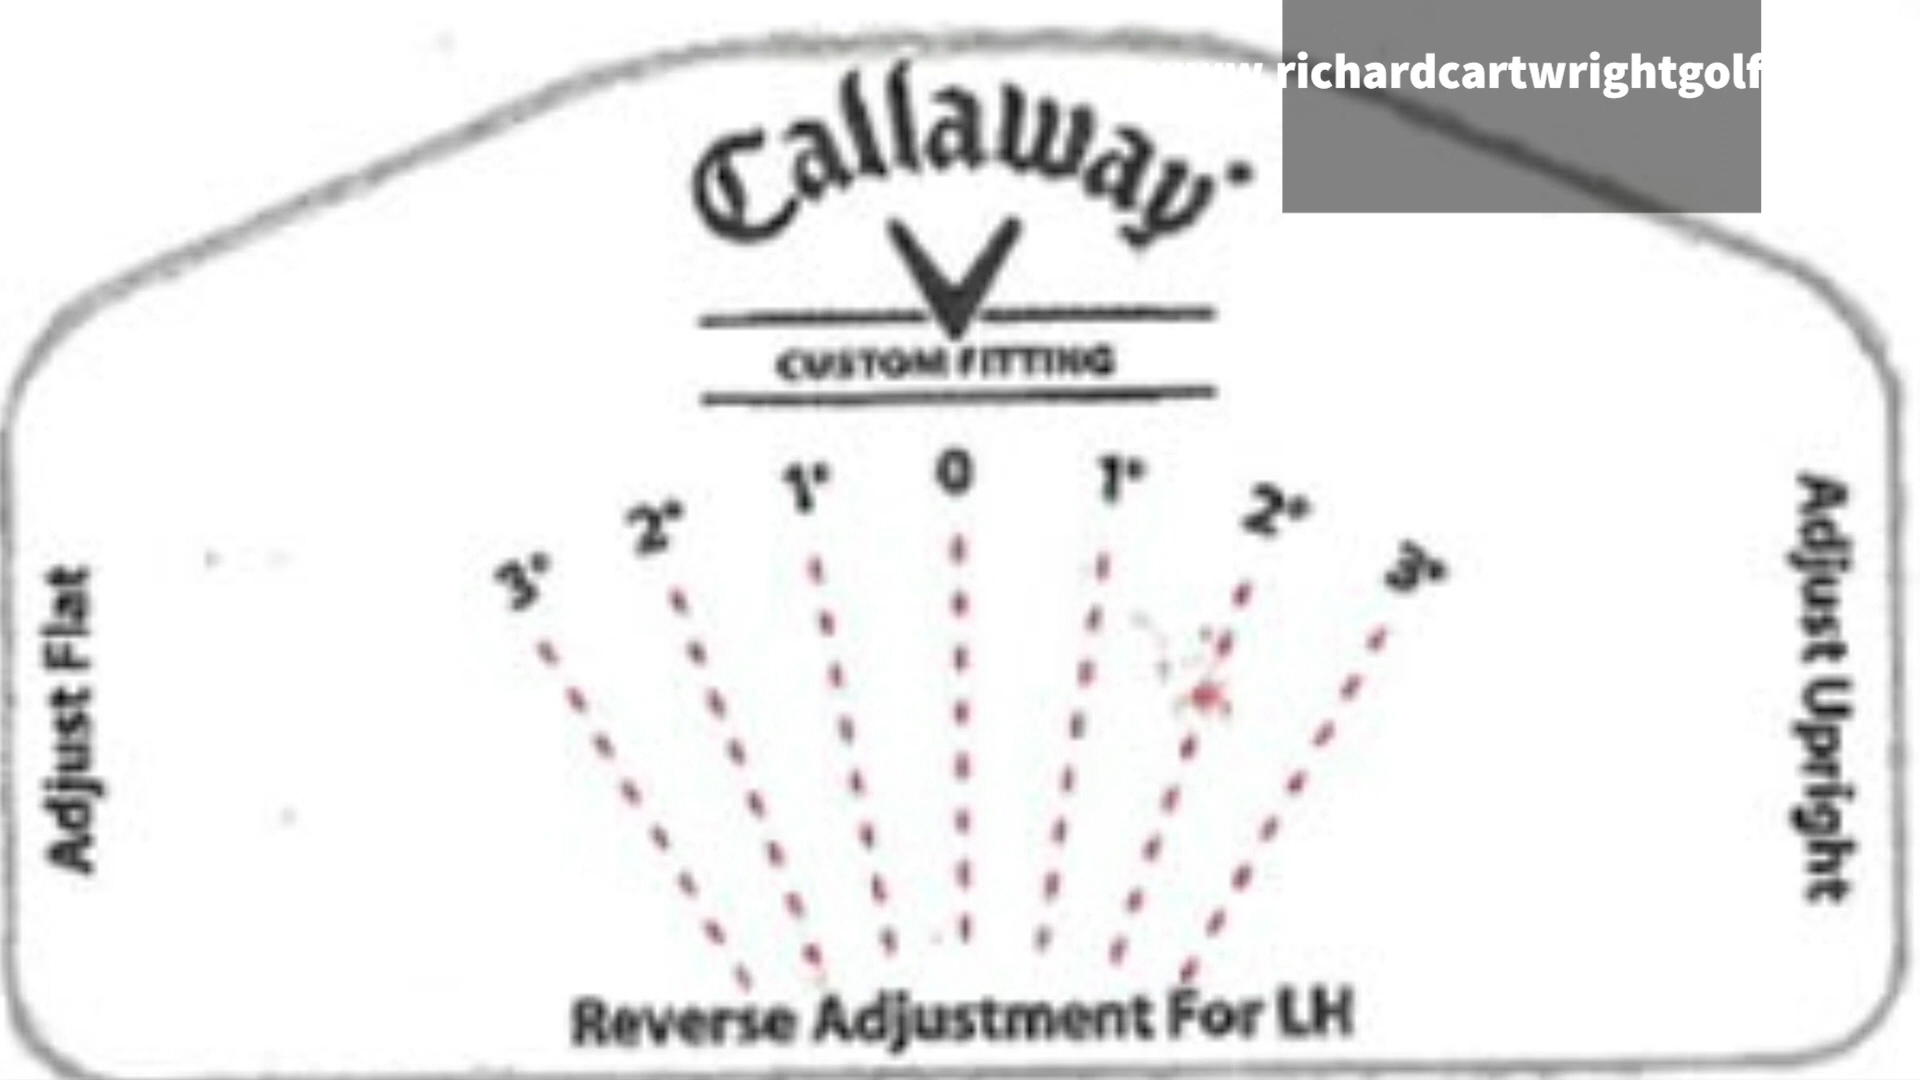 www.richardcartwrightgolf
Callaway
CUSTOM FITTING
3° 2° 1° 0 1° 2° 3°
Adjust Flat
Adjust Upright
Reverse Adjustment For LH